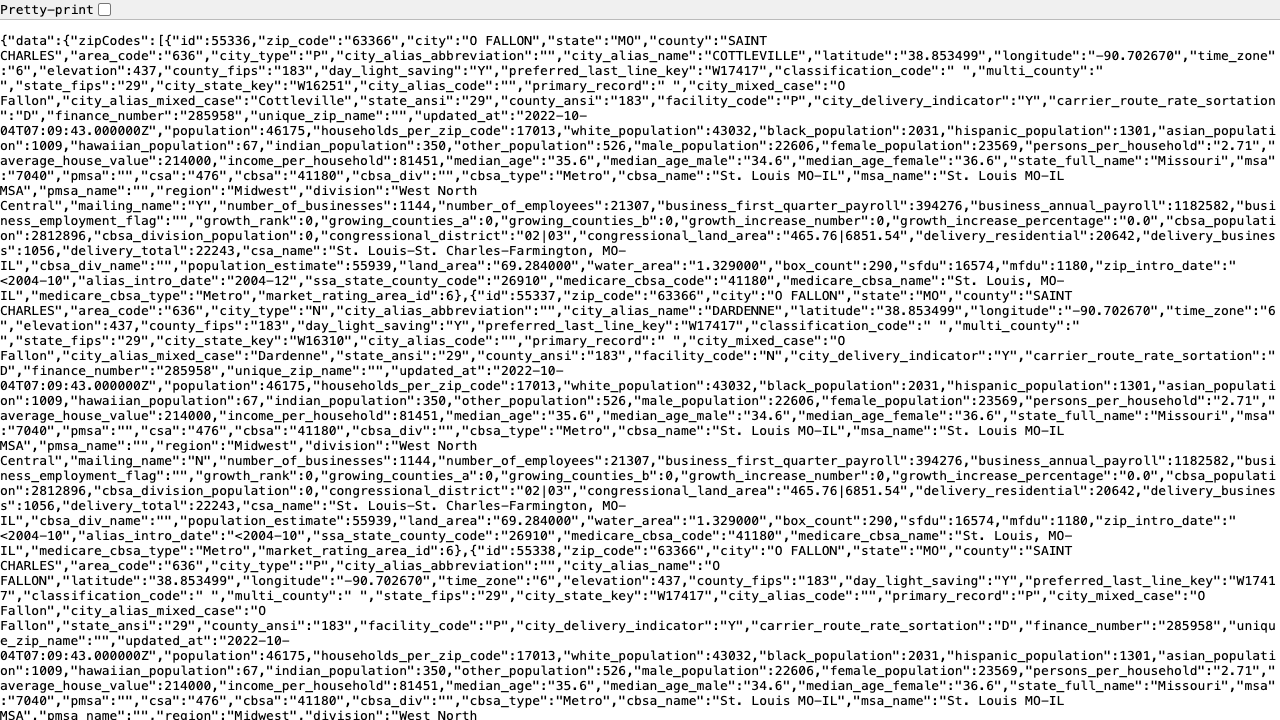 Pretty-print
{"data":{"zipCodes":[{"id":55336,"zip_code":"63366","city":"O FALLON","state":"MO","county":"SAINT
CHARLES","area_code":"636","city_type":"P","city_alias_abbreviation":"","city_alias_name":"COTTLEVILLE","latitude":"38.853499","longitude":"-90.702670","time_zone"
:"6","elevation":437,"county_fips":"183","day_light_saving":"Y","preferred_last_line_key":"W17417","classification_code":" ","multi_county":"
","state_fips":"29","city_state_key":"W16251","city_alias_code":"","primary_record":" ","city_mixed_case":"O
Fallon","city_alias_mixed_case":"Cottleville","state_ansi":"29","county_ansi":"183","facility_code":"P","city_delivery_indicator":"Y","carrier_route_rate_sortation
":"D","finance_number":"285958","unique_zip_name":"","updated_at":"2022-10-
04T07:09:43.000000Z","population":46175,"households_per_zip_code":17013,"white_population":43032,"black_population":2031,"hispanic_population":1301,"asian_populati
on":1009,"hawaiian_population":67,"indian_population":350,"other_population":526,"male_population":22606,"female_population":23569,"persons_per_household":"2.71","
average_house_value":214000,"income_per_household":81451,"median_age":"35.6","median_age_male":"34.6","median_age_female":"36.6","state_full_name":"Missouri","msa"
:"7040","pmsa":"","csa":"476","cbsa":"41180","cbsa_div":"","cbsa_type":"Metro","cbsa_name":"St. Louis MO-IL","msa_name":"St. Louis MO-IL
MSA","pmsa_name":"","region":"Midwest","division":"West North
Central","mailing_name":"Y","number_of_businesses":1144,"number_of_employees":21307,"business_first_quarter_payroll":394276,"business_annual_payroll":1182582,"busi
ness_employment_flag":"","growth_rank":0,"growing_counties_a":0,"growing_counties_b":0,"growth_increase_number":0,"growth_increase_percentage":"0.0","cbsa_populati
on":2812896,"cbsa_division_population":0,"congressional_district":"02|03","congressional_land_area":"465.76|6851.54","delivery_residential":20642,"delivery_busines
s":1056,"delivery_total":22243,"csa_name":"St. Louis-St. Charles-Farmington, MO-
IL","cbsa_div_name":"","population_estimate":55939,"land_area":"69.284000","water_area":"1.329000","box_count":290,"sfdu":16574,"mfdu":1180,"zip_intro_date":"
<2004-10","alias_intro_date":"2004-12","ssa_state_county_code":"26910","medicare_cbsa_code":"41180","medicare_cbsa_name":"St. Louis, MO-
IL","medicare_cbsa_type":"Metro","market_rating_area_id":6},{"id":55337,"zip_code":"63366","city":"O FALLON","state":"MO","county":"SAINT
CHARLES","area_code":"636","city_type":"N","city_alias_abbreviation":"","city_alias_name":"DARDENNE","latitude":"38.853499","longitude":"-90.702670","time_zone":"6
","elevation":437,"county_fips":"183","day_light_saving":"Y","preferred_last_line_key":"W17417","classification_code":" ","multi_county":"
","state_fips":"29","city_state_key":"W16310","city_alias_code":"","primary_record":" ","city_mixed_case":"O
Fallon","city_alias_mixed_case":"Dardenne","state_ansi":"29","county_ansi":"183","facility_code":"N","city_delivery_indicator":"Y","carrier_route_rate_sortation":"
D","finance_number":"285958","unique_zip_name":"","updated_at":"2022-10-
04T07:09:43.000000Z","population":46175,"households_per_zip_code":17013,"white_population":43032,"black_population":2031,"hispanic_population":1301,"asian_populati
on":1009,"hawaiian_population":67,"indian_population":350,"other_population":526,"male_population":22606,"female_population":23569,"persons_per_household":"2.71","
average_house_value":214000,"income_per_household":81451,"median_age":"35.6","median_age_male":"34.6","median_age_female":"36.6","state_full_name":"Missouri","msa"
:"7040","pmsa":"","csa":"476","cbsa":"41180","cbsa_div":"","cbsa_type":"Metro","cbsa_name":"St. Louis MO-IL","msa_name":"St. Louis MO-IL
MSA","pmsa_name":"","region":"Midwest","division":"West North
Central","mailing_name":"N","number_of_businesses":1144,"number_of_employees":21307,"business_first_quarter_payroll":394276,"business_annual_payroll":1182582,"busi
ness_employment_flag":"","growth_rank":0,"growing_counties_a":0,"growing_counties_b":0,"growth_increase_number":0,"growth_increase_percentage":"0.0","cbsa_populati
on":2812896,"cbsa_division_population":0,"congressional_district":"02|03","congressional_land_area":"465.76|6851.54","delivery_residential":20642,"delivery_busines
s":1056,"delivery_total":22243,"csa_name":"St. Louis-St. Charles-Farmington, MO-
IL","cbsa_div_name":"","population_estimate":55939,"land_area":"69.284000","water_area":"1.329000","box_count":290,"sfdu":16574,"mfdu":1180,"zip_intro_date":"
<2004-10","alias_intro_date":"<2004-10","ssa_state_county_code":"26910","medicare_cbsa_code":"41180","medicare_cbsa_name":"St. Louis, MO-
IL","medicare_cbsa_type":"Metro","market_rating_area_id":6},{"id":55338,"zip_code":"63366","city":"O FALLON","state":"MO","county":"SAINT
CHARLES","area_code":"636","city_type":"P","city_alias_abbreviation":"","city_alias_name":"O
FALLON","latitude":"38.853499","longitude":"-90.702670","time_zone":"6","elevation":437,"county_fips":"183","day_light_saving":"Y","preferred_last_line_key":"W1741
7","classification_code":" ","multi_county":" ","state_fips":"29","city_state_key":"W17417","city_alias_code":"","primary_record":"P","city_mixed_case":"O
Fallon","city_alias_mixed_case":"O
Fallon","state_ansi":"29","county_ansi":"183","facility_code":"P","city_delivery_indicator":"Y","carrier_route_rate_sortation":"D","finance_number":"285958","uniqu
e_zip_name":"","updated_at":"2022-10-
04T07:09:43.000000Z","population":46175,"households_per_zip_code":17013,"white_population":43032,"black_population":2031,"hispanic_population":1301,"asian_populati
on":1009,"hawaiian_population":67,"indian_population":350,"other_population":526,"male_population":22606,"female_population":23569,"persons_per_household":"2.71","
average_house_value":214000,"income_per_household":81451,"median_age":"35.6","median_age_male":"34.6","median_age_female":"36.6","state_full_name":"Missouri","msa"
:"7040","pmsa":"","csa":"476","cbsa":"41180","cbsa_div":"","cbsa_type":"Metro","cbsa_name":"St. Louis MO-IL","msa_name":"St. Louis MO-IL
MSA","pmsa_name":"","region":"Midwest","division":"West North